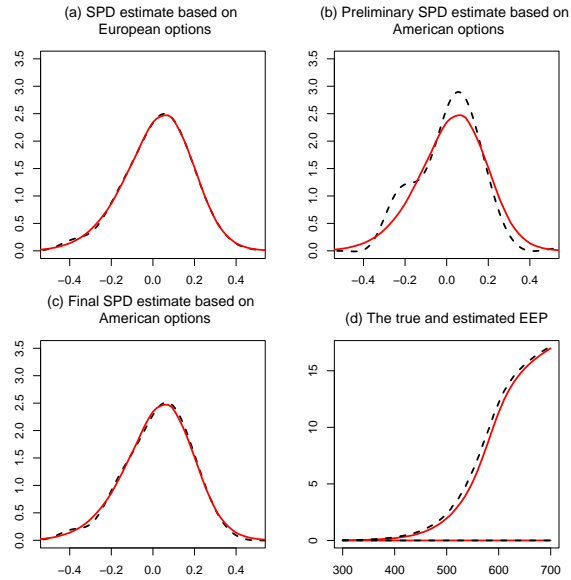 (a) SPD estimate based on
European options
(b) Preliminary SPD estimate based on
American options
3.5
3.0
2.5
2.0
1.5
1.0
0.5
0.0
−0.4 −0.2 0.0 0.2 0.4
3.5
3.0
2.5
2.0
1.5
1.0
0.5
0.0
−0.4 −0.2 0.0 0.2 0.4
(c) Final SPD estimate based on
American options
(d) The true and estimated EEP
3.5
3.0
2.5
2.0
1.5
1.0
0.5
0.0
−0.4 −0.2 0.0 0.2 0.4
15
10
5
0
300 400 500 600 700